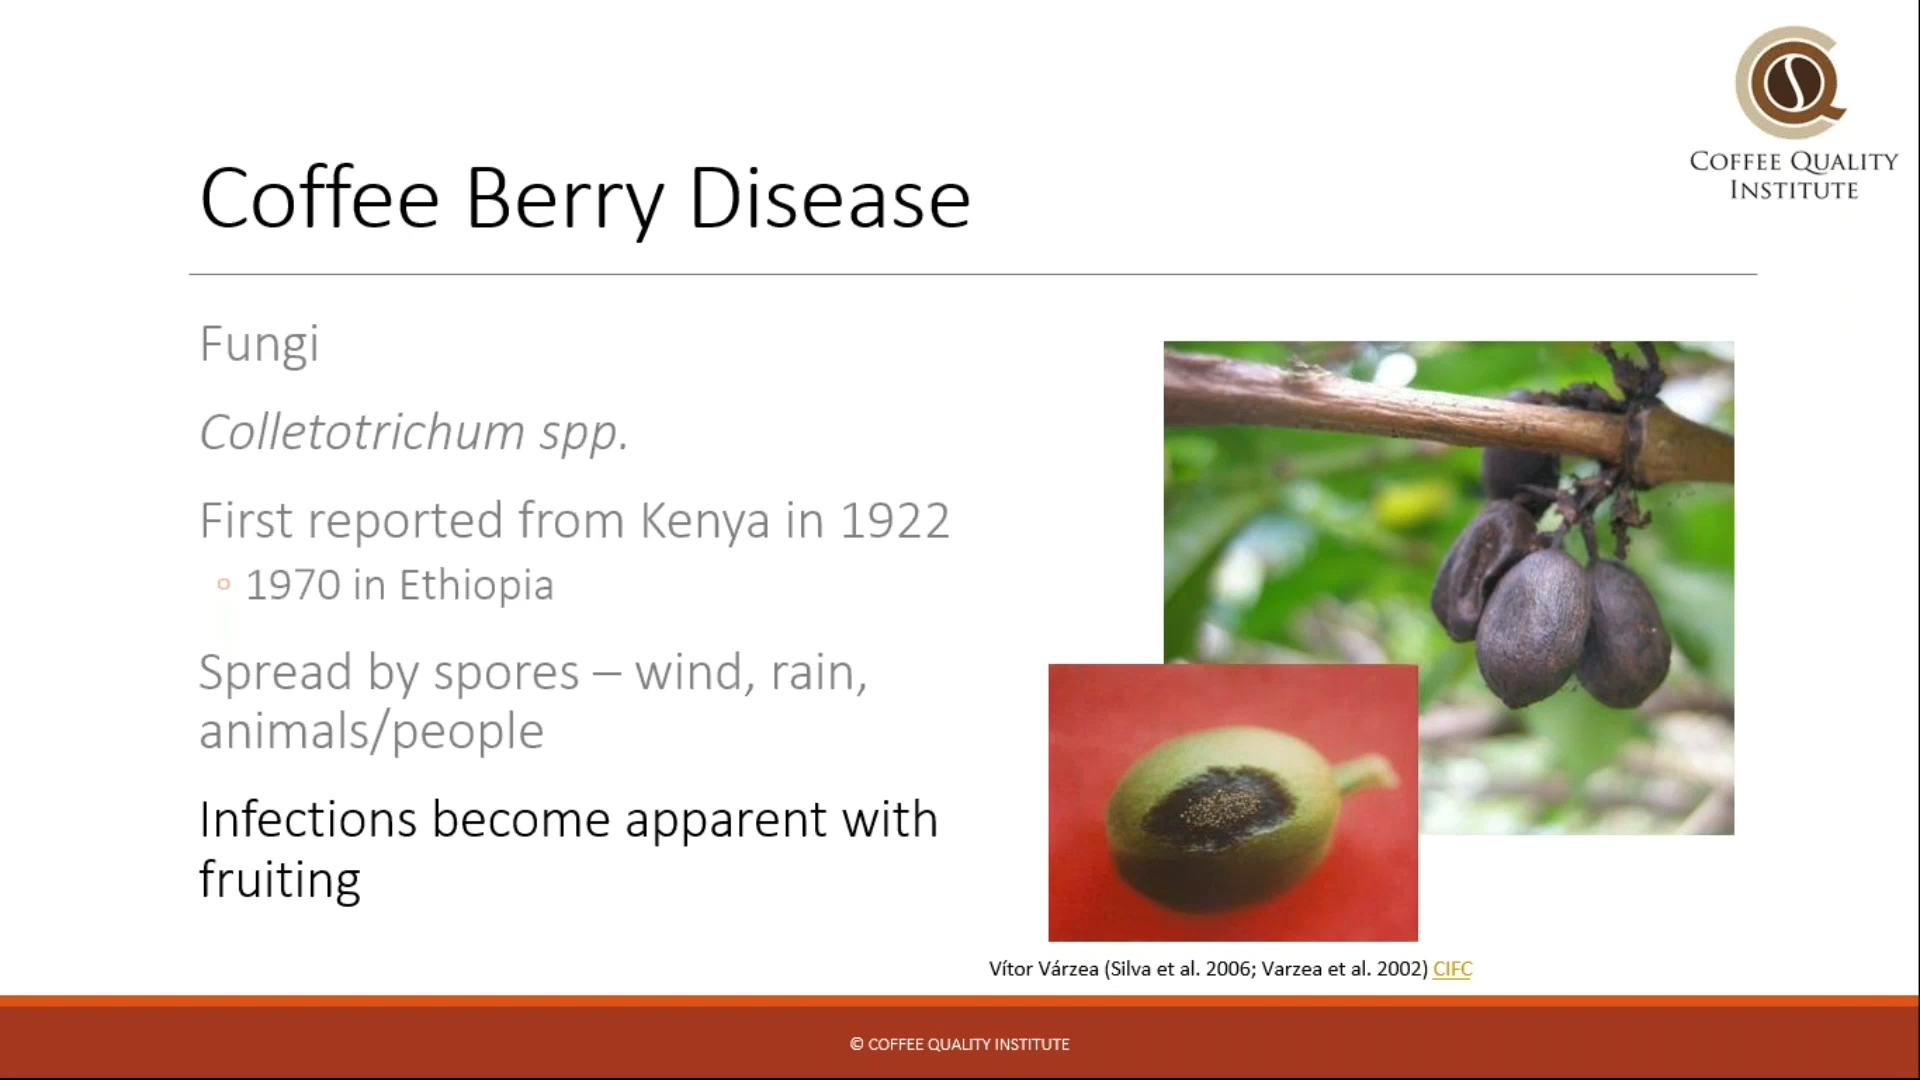 COFFEE QUALITY
INSTITUTE
Coffee Berry Disease
Fungi
Colletotrichum spp.
First reported from Kenya in 1922
◦ 1970 in Ethiopia
Spread by spores – wind, rain,
animals/people
Infections become apparent with
fruiting
Vítor Várzea (Silva et al. 2006; Varzea et al. 2002) CIFC
© COFFEE QUALITY INSTITUTE